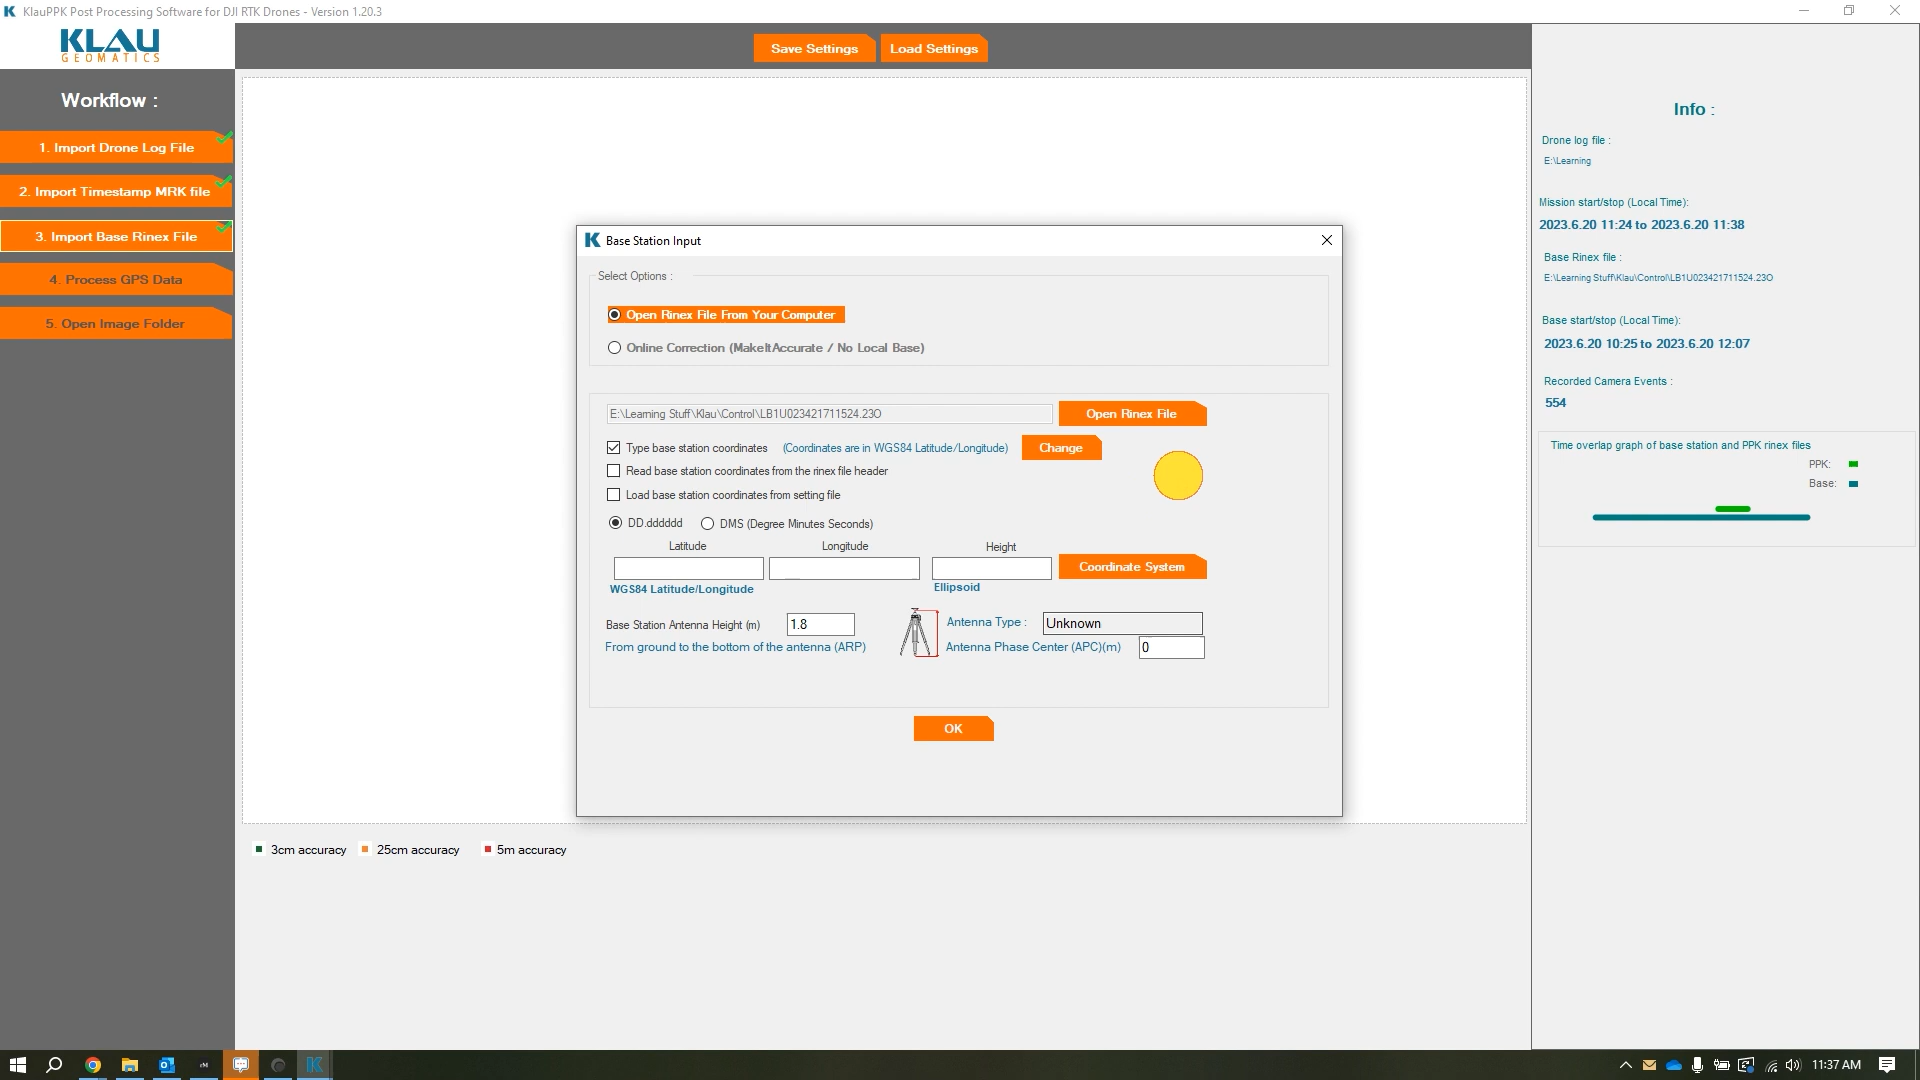 KlauPPK Post Processing Software for DJI RTK Drones - Version 1.20.3
KLAU
GEOMATICS
Save Settings
Load Settings
Workflow :
1. Import Drone Log File
2. Import Timestamp MRK file
3. Import Base Rinex File
4. Process GPS Data
5. Open Image Folder
Base Station Input
Select Options :
Open Rinex File From Your Computer
Online Correction (MakeItAccurate / No Local Base)
E:\Learning Stuff\Klau\Control\LB1U023421711524.23O
Open Rinex File
Type base station coordinates (Coordinates are in WGS84 Latitude/Longitude)
Change
Read base station coordinates from the rinex file header
Load base station coordinates from setting file
DD.dddddd
DMS (Degree Minutes Seconds)
Latitude
Longitude
Height
Coordinate System
WGS84 Latitude/Longitude
Ellipsoid
Base Station Antenna Height (m) 1.8
From ground to the bottom of the antenna (ARP)
Antenna Type : Unknown
Antenna Phase Center (APC)(m) 0
OK
3cm accuracy
25cm accuracy
5m accuracy
Info :
Drone log file :
E:\Learning
Mission start/stop (Local Time):
2023.6.20 11:24 to 2023.6.20 11:38
Base Rinex file :
E:\Learning Stuff\Klau\Control\LB1U023421711524.23O
Base start/stop (Local Time):
2023.6.20 10:25 to 2023.6.20 12:07
Recorded Camera Events :
554
Time overlap graph of base station and PPK rinex files
PPK:
Base:
11:37 AM